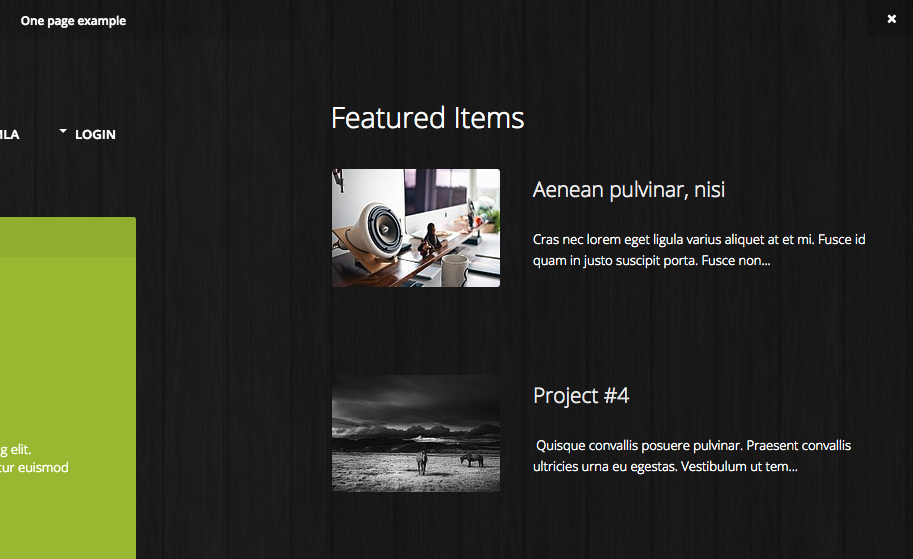 One page example
LOGIN
Featured Items
Aenean pulvinar, nisi
Cras nec lorem eget ligula varius aliquet at et mi. Fusce id
quam in justo suscipit porta. Fusce non...
Project #4
Quisque convallis posuere pulvinar. Praesent convallis
ultricies urna eu egestas. Vestibulum ut tem...
g elit.
tur euismod